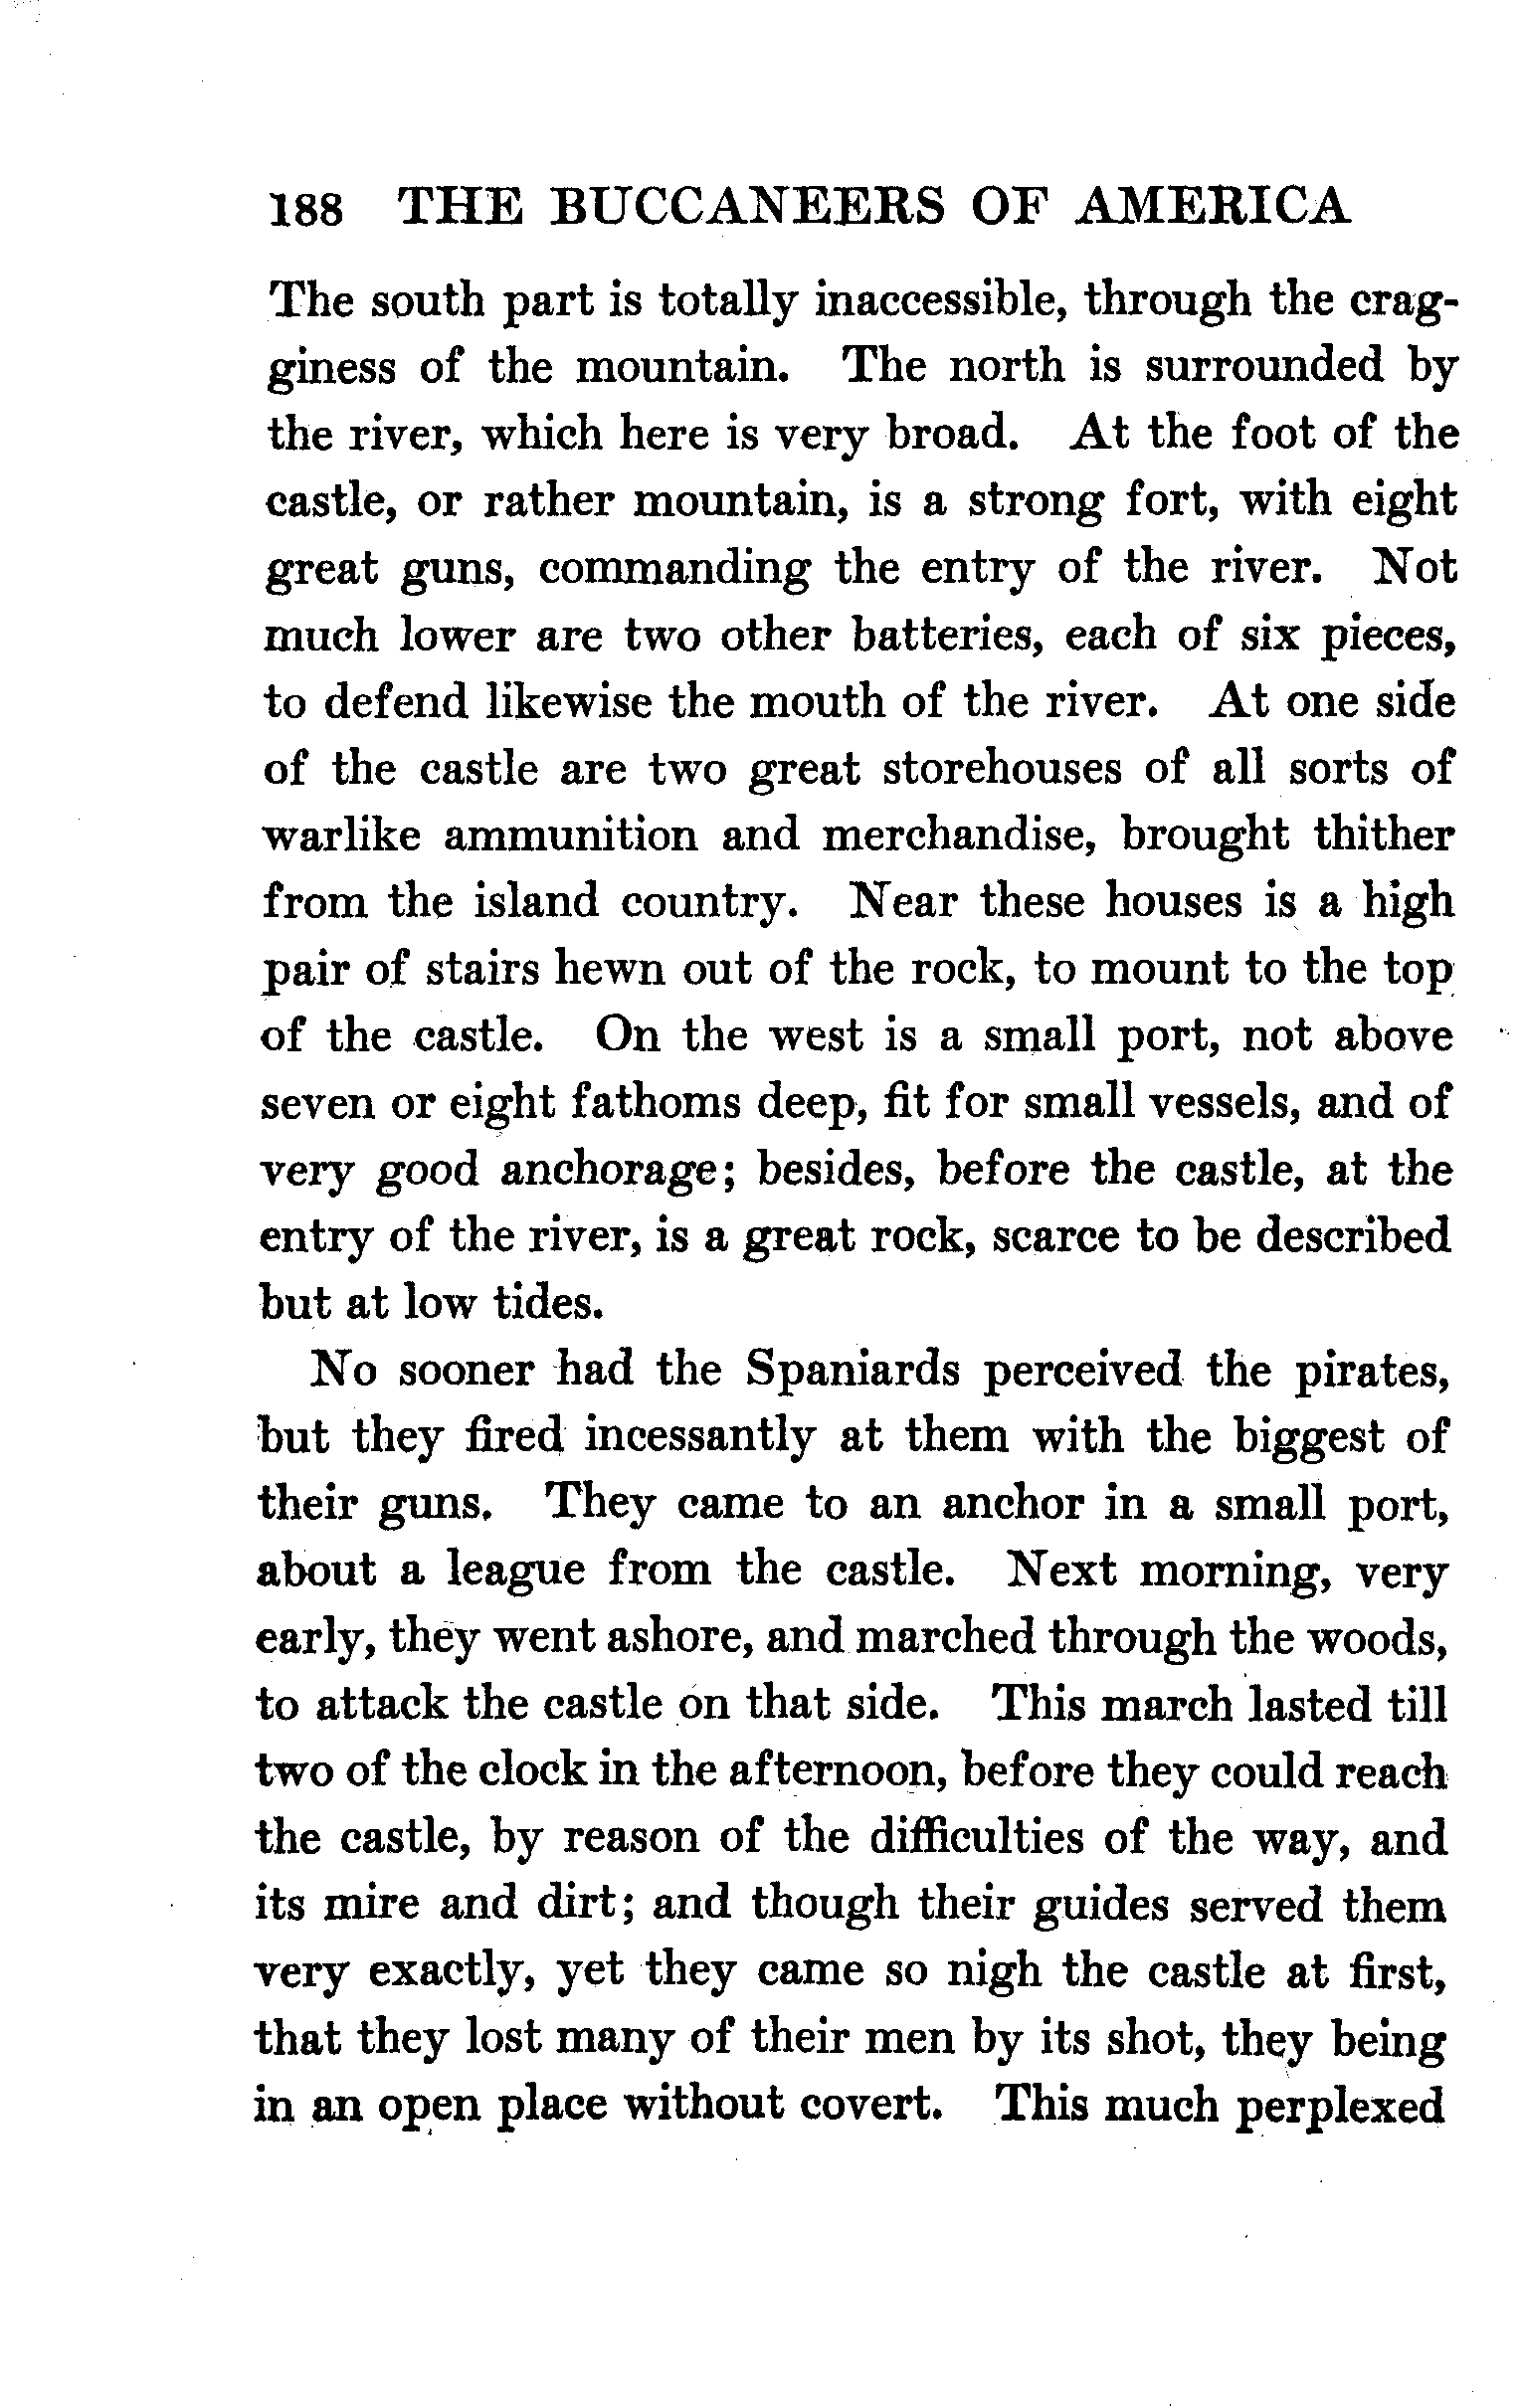 188 THE BUCCANEERS OF AMERICA
The south part is totally inaccessible, through the crag-
giness of the mountain. The north is surrounded by
the river, which here is very broad. At the foot of the
castle, or rather mountain, is a strong fort, with eight
great guns, commanding the entry of the river. Not
much lower are two other batteries, each of six pieces,
to defend likewise the mouth of the river. At one side
of the castle are two great storehouses of all sorts of
warlike ammunition and merchandise, brought thither
from the island country. Near these houses is a high
pair of stairs hewn out of the rock, to mount to the top
of the castle. On the west is a small port, not above
seven or eight fathoms deep, fit for small vessels, and of
very good anchorage; besides, before the castle, at the
entry of the river, is a great rock, scarce to be described
but at low tides.
No sooner had the Spaniards perceived the pirates,
but they fired incessantly at them with the biggest of
their guns. They came to an anchor in a small port,
about a league from the castle. Next morning, very
early, they went ashore, and marched through the woods,
to attack the castle on that side. This march lasted till
two of the clock in the afternoon, before they could reach
the castle, by reason of the difficulties of the way, and
its mire and dirt; and though their guides served them
very exactly, yet they came so nigh the castle at first,
that they lost many of their men by its shot, they being
in an open place without covert. This much perplexed